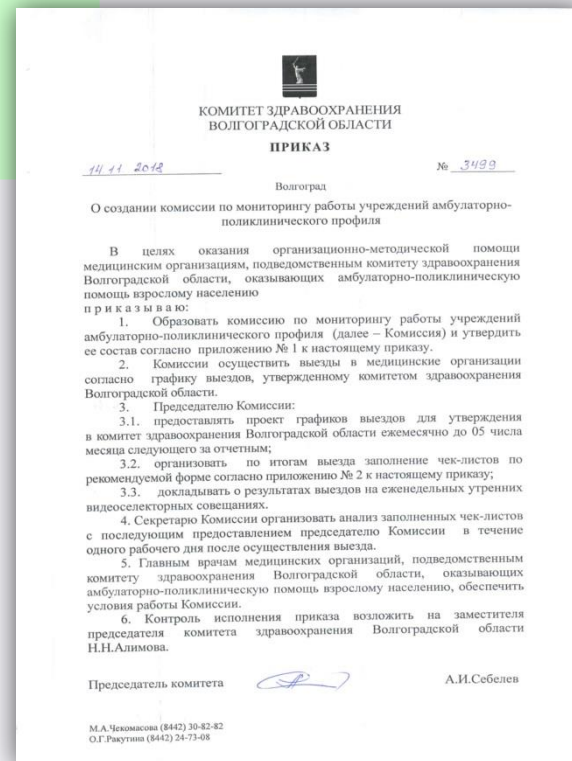 КОМИТЕТ ЗДРАВООХРАНЕНИЯ
ВОЛГОГРАДСКОЙ ОБЛАСТИ
ПРИКАЗ
14 11 2018 № 3499
Волгоград
О создании комиссии по мониторингу работы учреждений амбулаторно-
поликлинического профиля
В целях оказания организационно-методической помощи
медицинским организациям, подведомственным комитету здравоохранения
Волгоградской области, оказывающих амбулаторно-поликлиническую
помощь взрослому населению
п р и к а з ы в а ю:
1. Образовать комиссию по мониторингу работы учреждений
амбулаторно-поликлинического профиля (далее – Комиссия) и утвердить
ее состав согласно приложению № 1 к настоящему приказу.
2. Комиссии осуществить выезды в медицинские организации
согласно графику выездов, утвержденному комитетом здравоохранения
Волгоградской области.
3. Председателю Комиссии:
3.1. предоставлять проект графиков выездов для утверждения
в комитет здравоохранения Волгоградской области ежемесячно до 05 числа
месяца следующего за отчетным;
3.2. организовать по итогам выезда заполнение чек-листов по
рекомендуемой форме согласно приложению № 2 к настоящему приказу;
3.3. докладывать о результатах выездов на еженедельных утренних
видеоселекторных совещаниях.
4. Секретарю Комиссии организовать анализ заполненных чек-листов
с последующим предоставлением председателю Комиссии в течение
одного рабочего дня после осуществления выезда.
5. Главным врачам медицинских организаций, подведомственным
комитету здравоохранения Волгоградской области, оказывающих
амбулаторно-поликлиническую помощь взрослому населению, обеспечить
условия работы Комиссии.
6. Контроль исполнения приказа возложить на заместителя
председателя комитета здравоохранения Волгоградской области
Н.Н.Алимова.
Председатель комитета А.И.Себелев
М.А.Чекомасова (8442) 30-82-82
О.Г.Ракутина (8442) 24-73-08